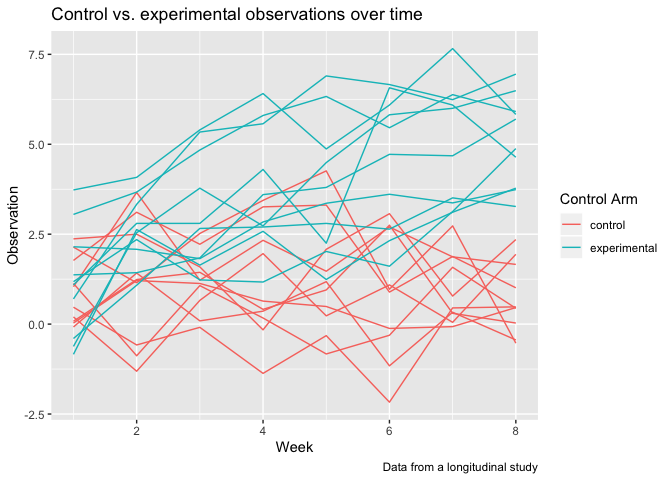 Control vs. experimental observations over time
7.5
5.0
2.5
0.0
-2.5
Observation
2
4
6
8
Week
Control Arm
control
experimental
Data from a longitudinal study